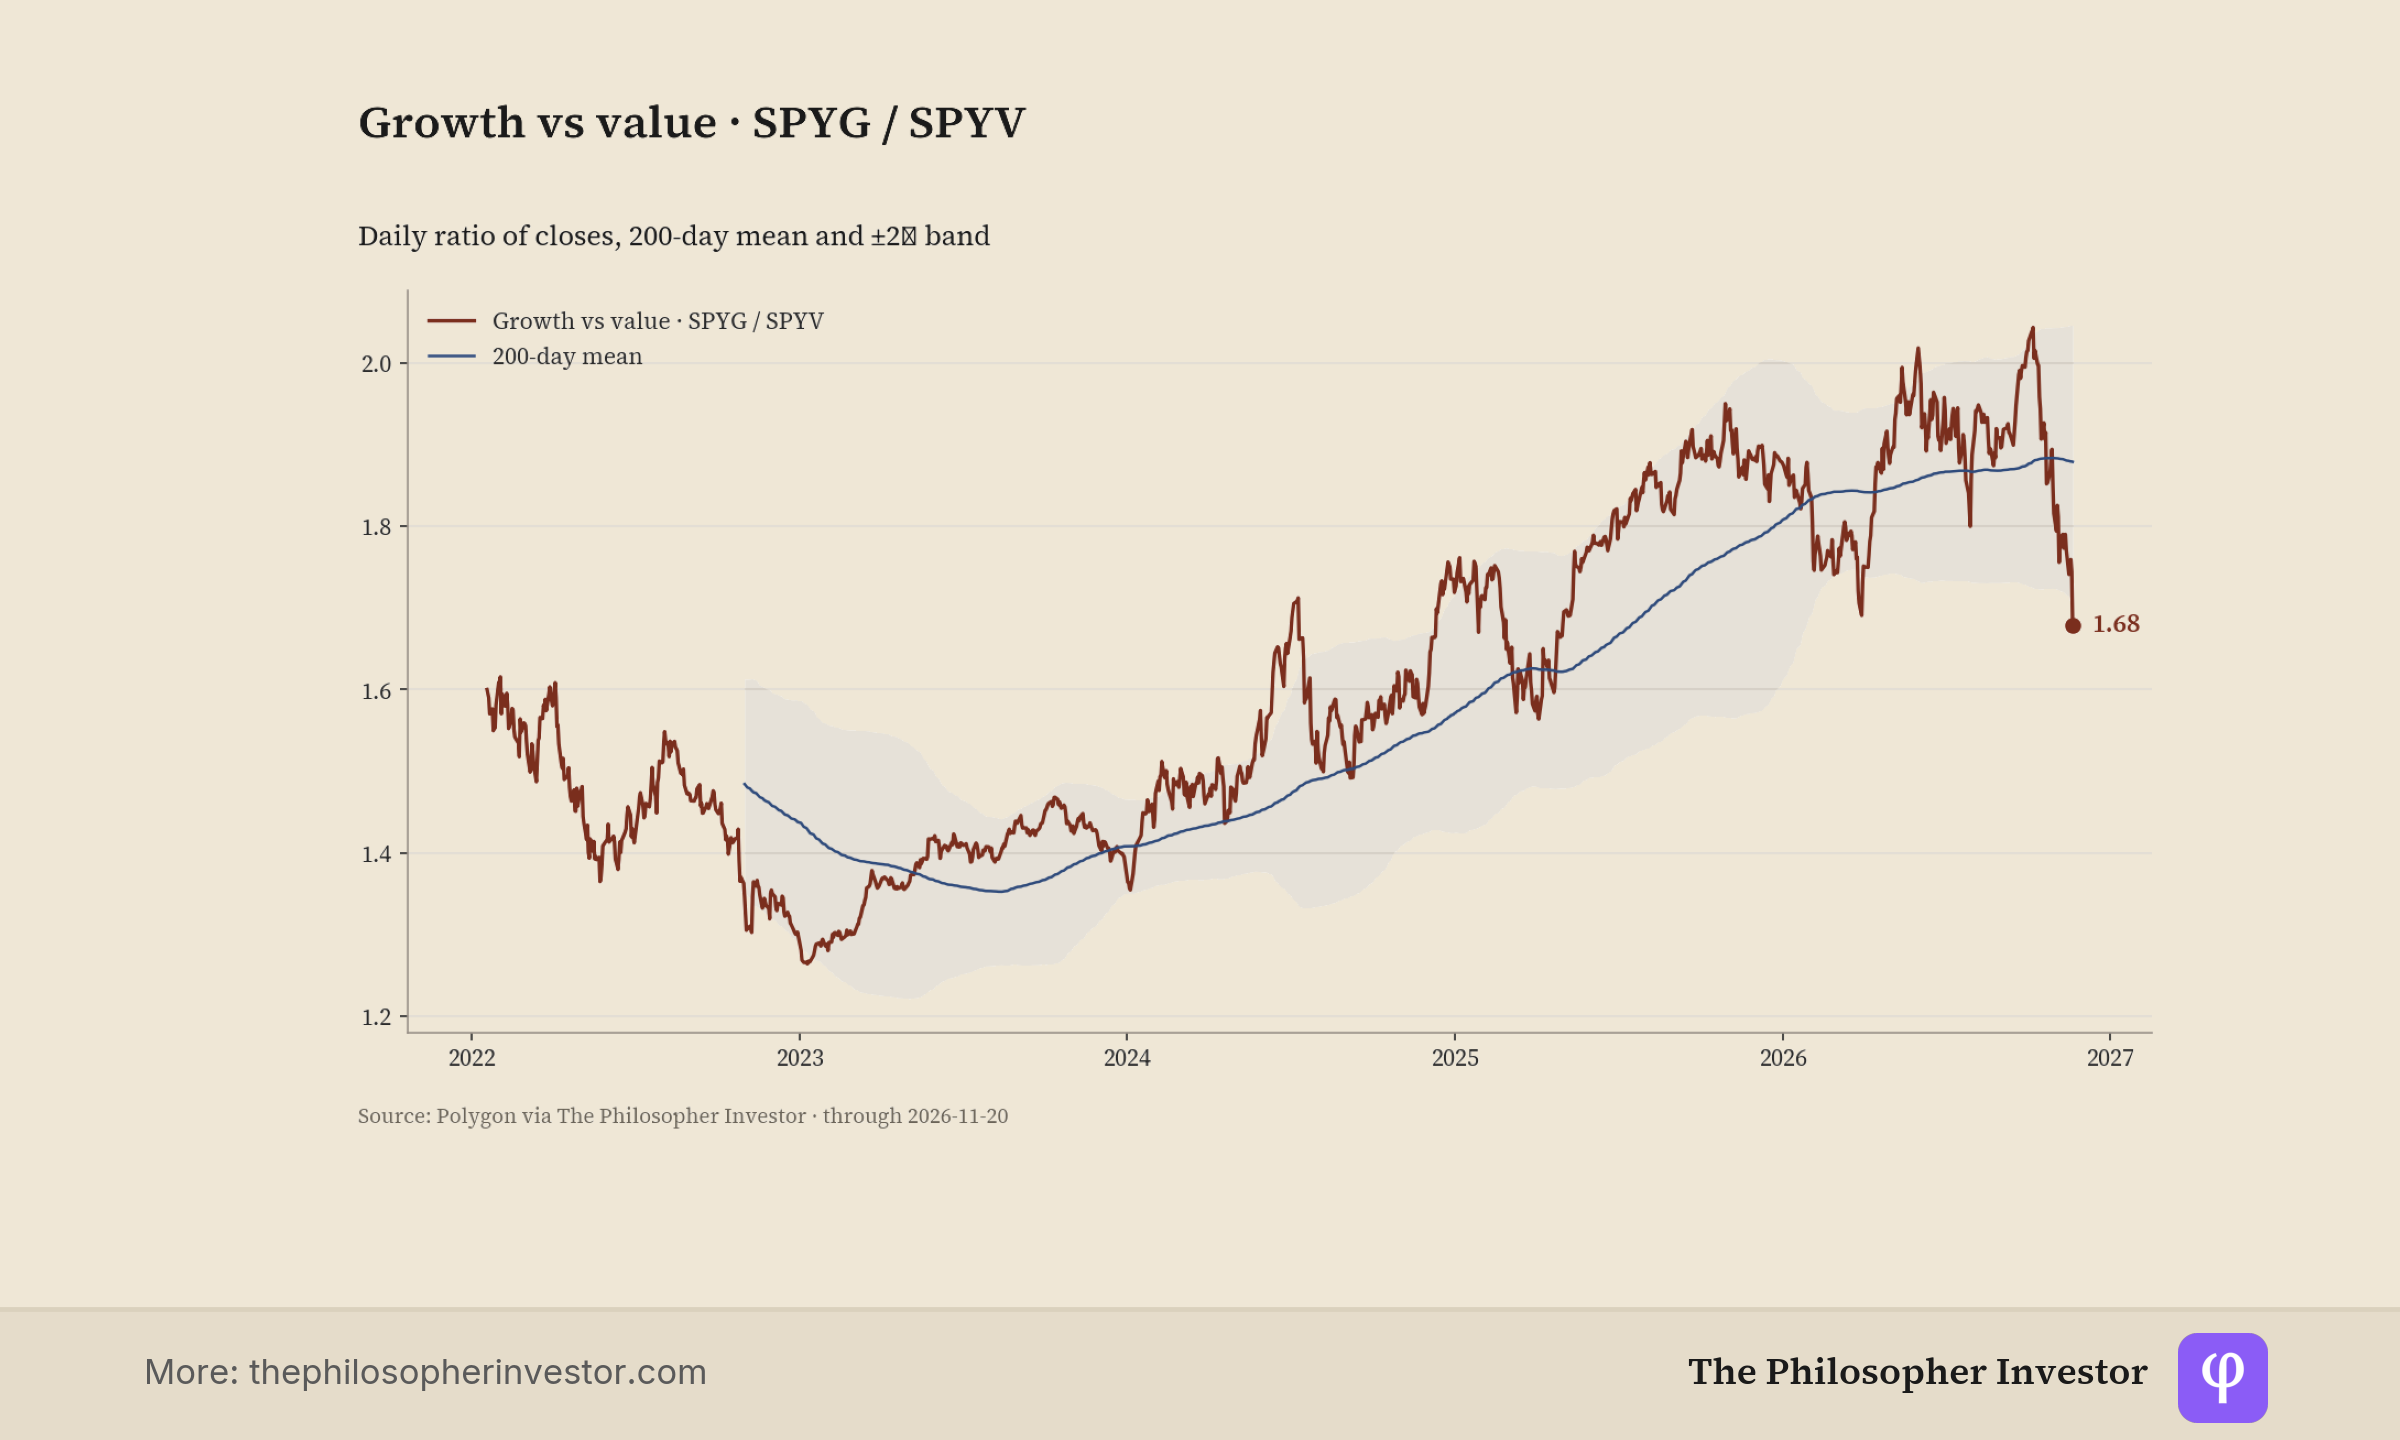 Growth vs value · SPYG / SPYV
Daily ratio of closes, 200-day mean and ±2▯ band
Growth vs value · SPYG / SPYV
200-day mean
2.0
1.8
1.6
1.4
1.2
1.68
2022 2023 2024 2025 2026 2027
Source: Polygon via The Philosopher Investor · through 2026-11-20
More: thephilosopherinvestor.com
The Philosopher Investor φ